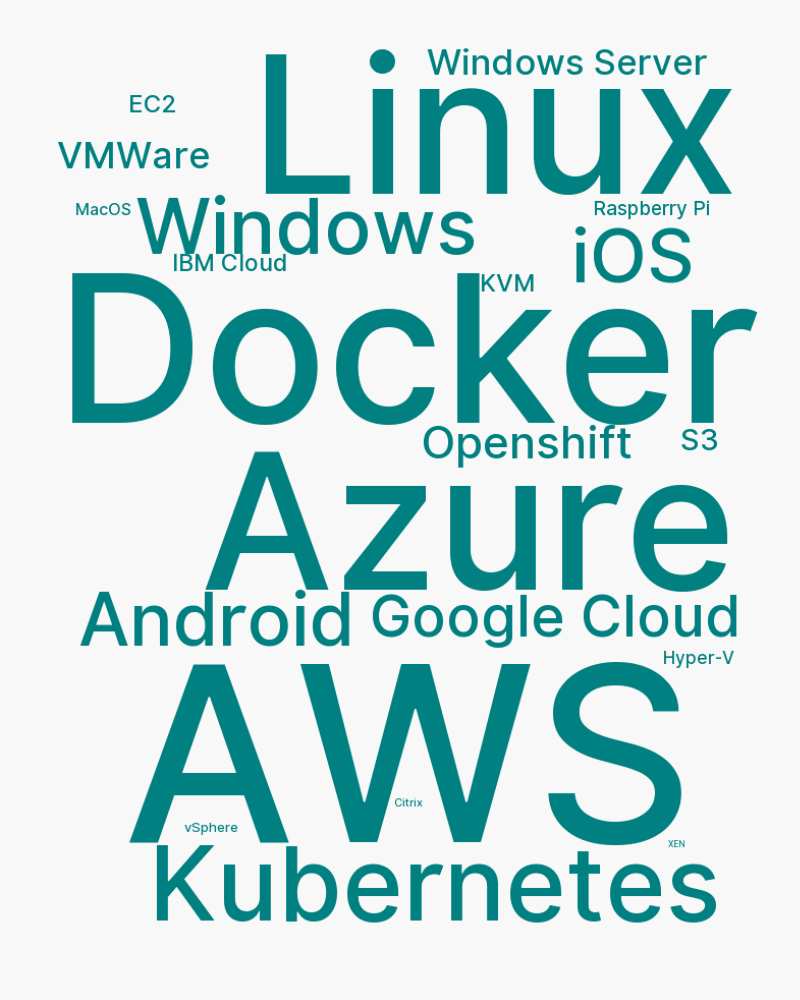 Windows Server
Linux
EC2
VMWare
MacOS
Windows
Raspberry Pi
iOS
IBM Cloud
KVM
Docker
Openshift
S3
Azure
Android
Google Cloud
Hyper-V
AWS
Citrix
vSphere
XEN
Kubernetes